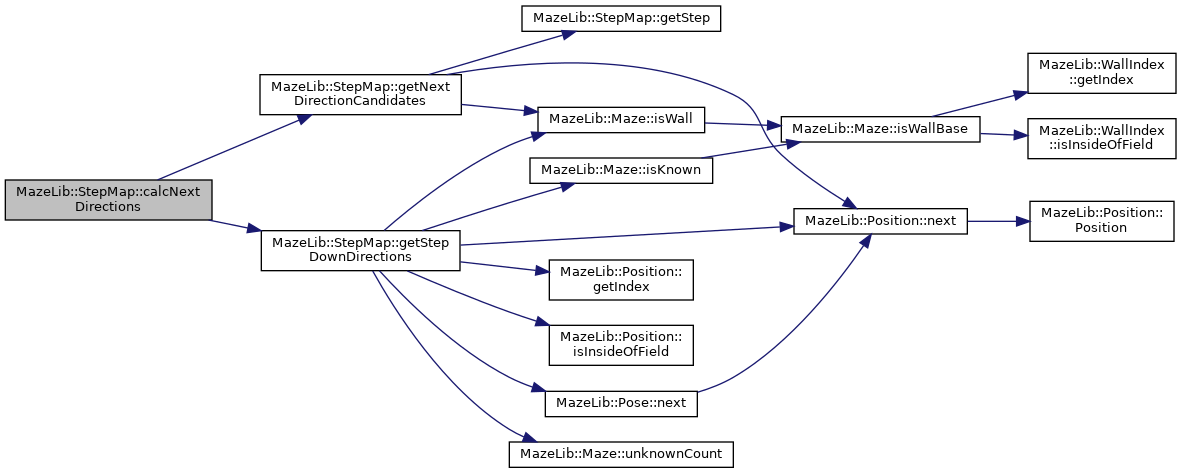 MazeLib::StepMap::calcNext
Directions
MazeLib::StepMap::getNext
DirectionCandidates
MazeLib::StepMap::getStep
DownDirections
MazeLib::StepMap::getStep
MazeLib::Maze::isWall
MazeLib::Maze::isKnown
MazeLib::Position::
getIndex
MazeLib::Position::
isInsideOfField
MazeLib::Pose::next
MazeLib::Maze::unknownCount
MazeLib::Maze::isWallBase
MazeLib::Position::next
MazeLib::WallIndex
::getIndex
MazeLib::WallIndex
::isInsideOfField
MazeLib::Position::
Position